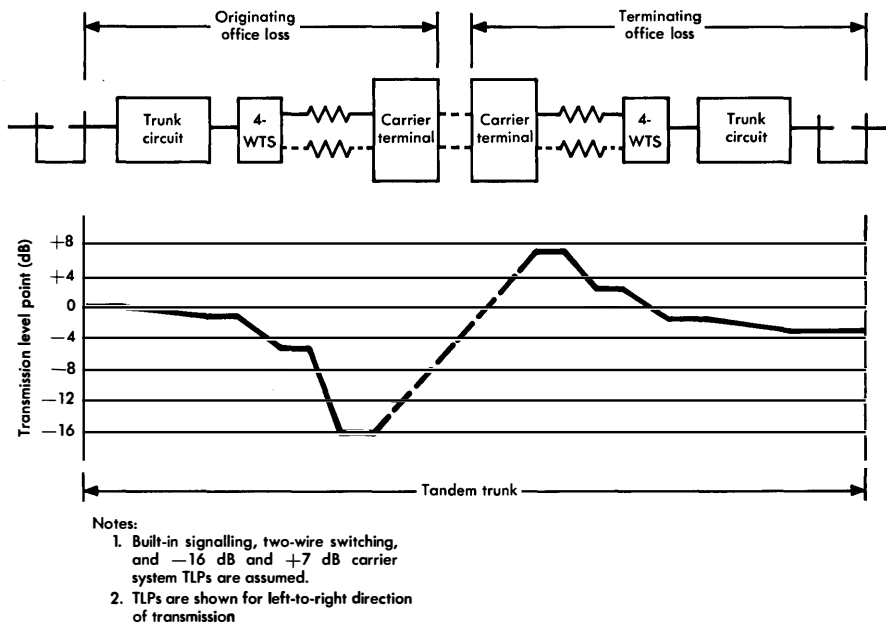 Originating
office loss
Terminating
office loss
Trunk
circuit
4-
WTS
Carrier
terminal
Carrier
terminal
4-
WTS
Trunk
circuit
Transmission level point (dB)
+8
+4
0
−4
−8
−12
−16
Tandem trunk
Notes:
1. Built-in signalling, two-wire switching,
and −16 dB and +7 dB carrier
system TLPs are assumed.
2. TLPs are shown for left-to-right direction
of transmission